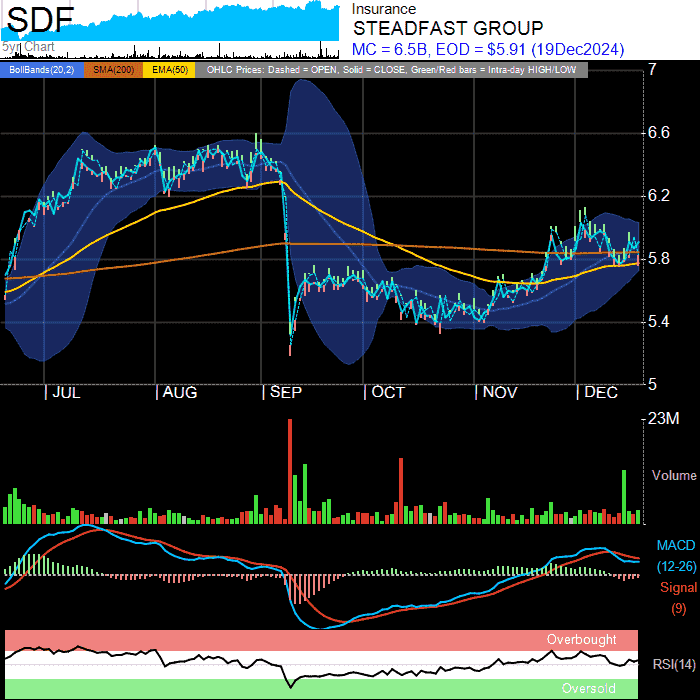 SDF
Insurance
STEADFAST GROUP
5yr Chart
MC = 6.5B, EOD = $5.91 (19Dec2024)
BollBands(20,2) SMA(200) EMA(50) OHLC Prices: Dashed = OPEN, Solid = CLOSE, Green/Red bars = Intra-day HIGH/LOW
7
6.6
6.2
5.8
5.4
5
JUL AUG SEP OCT NOV DEC
23M
Volume
MACD
(12-26)
Signal
(9)
Overbought
RSI(14)
Oversold